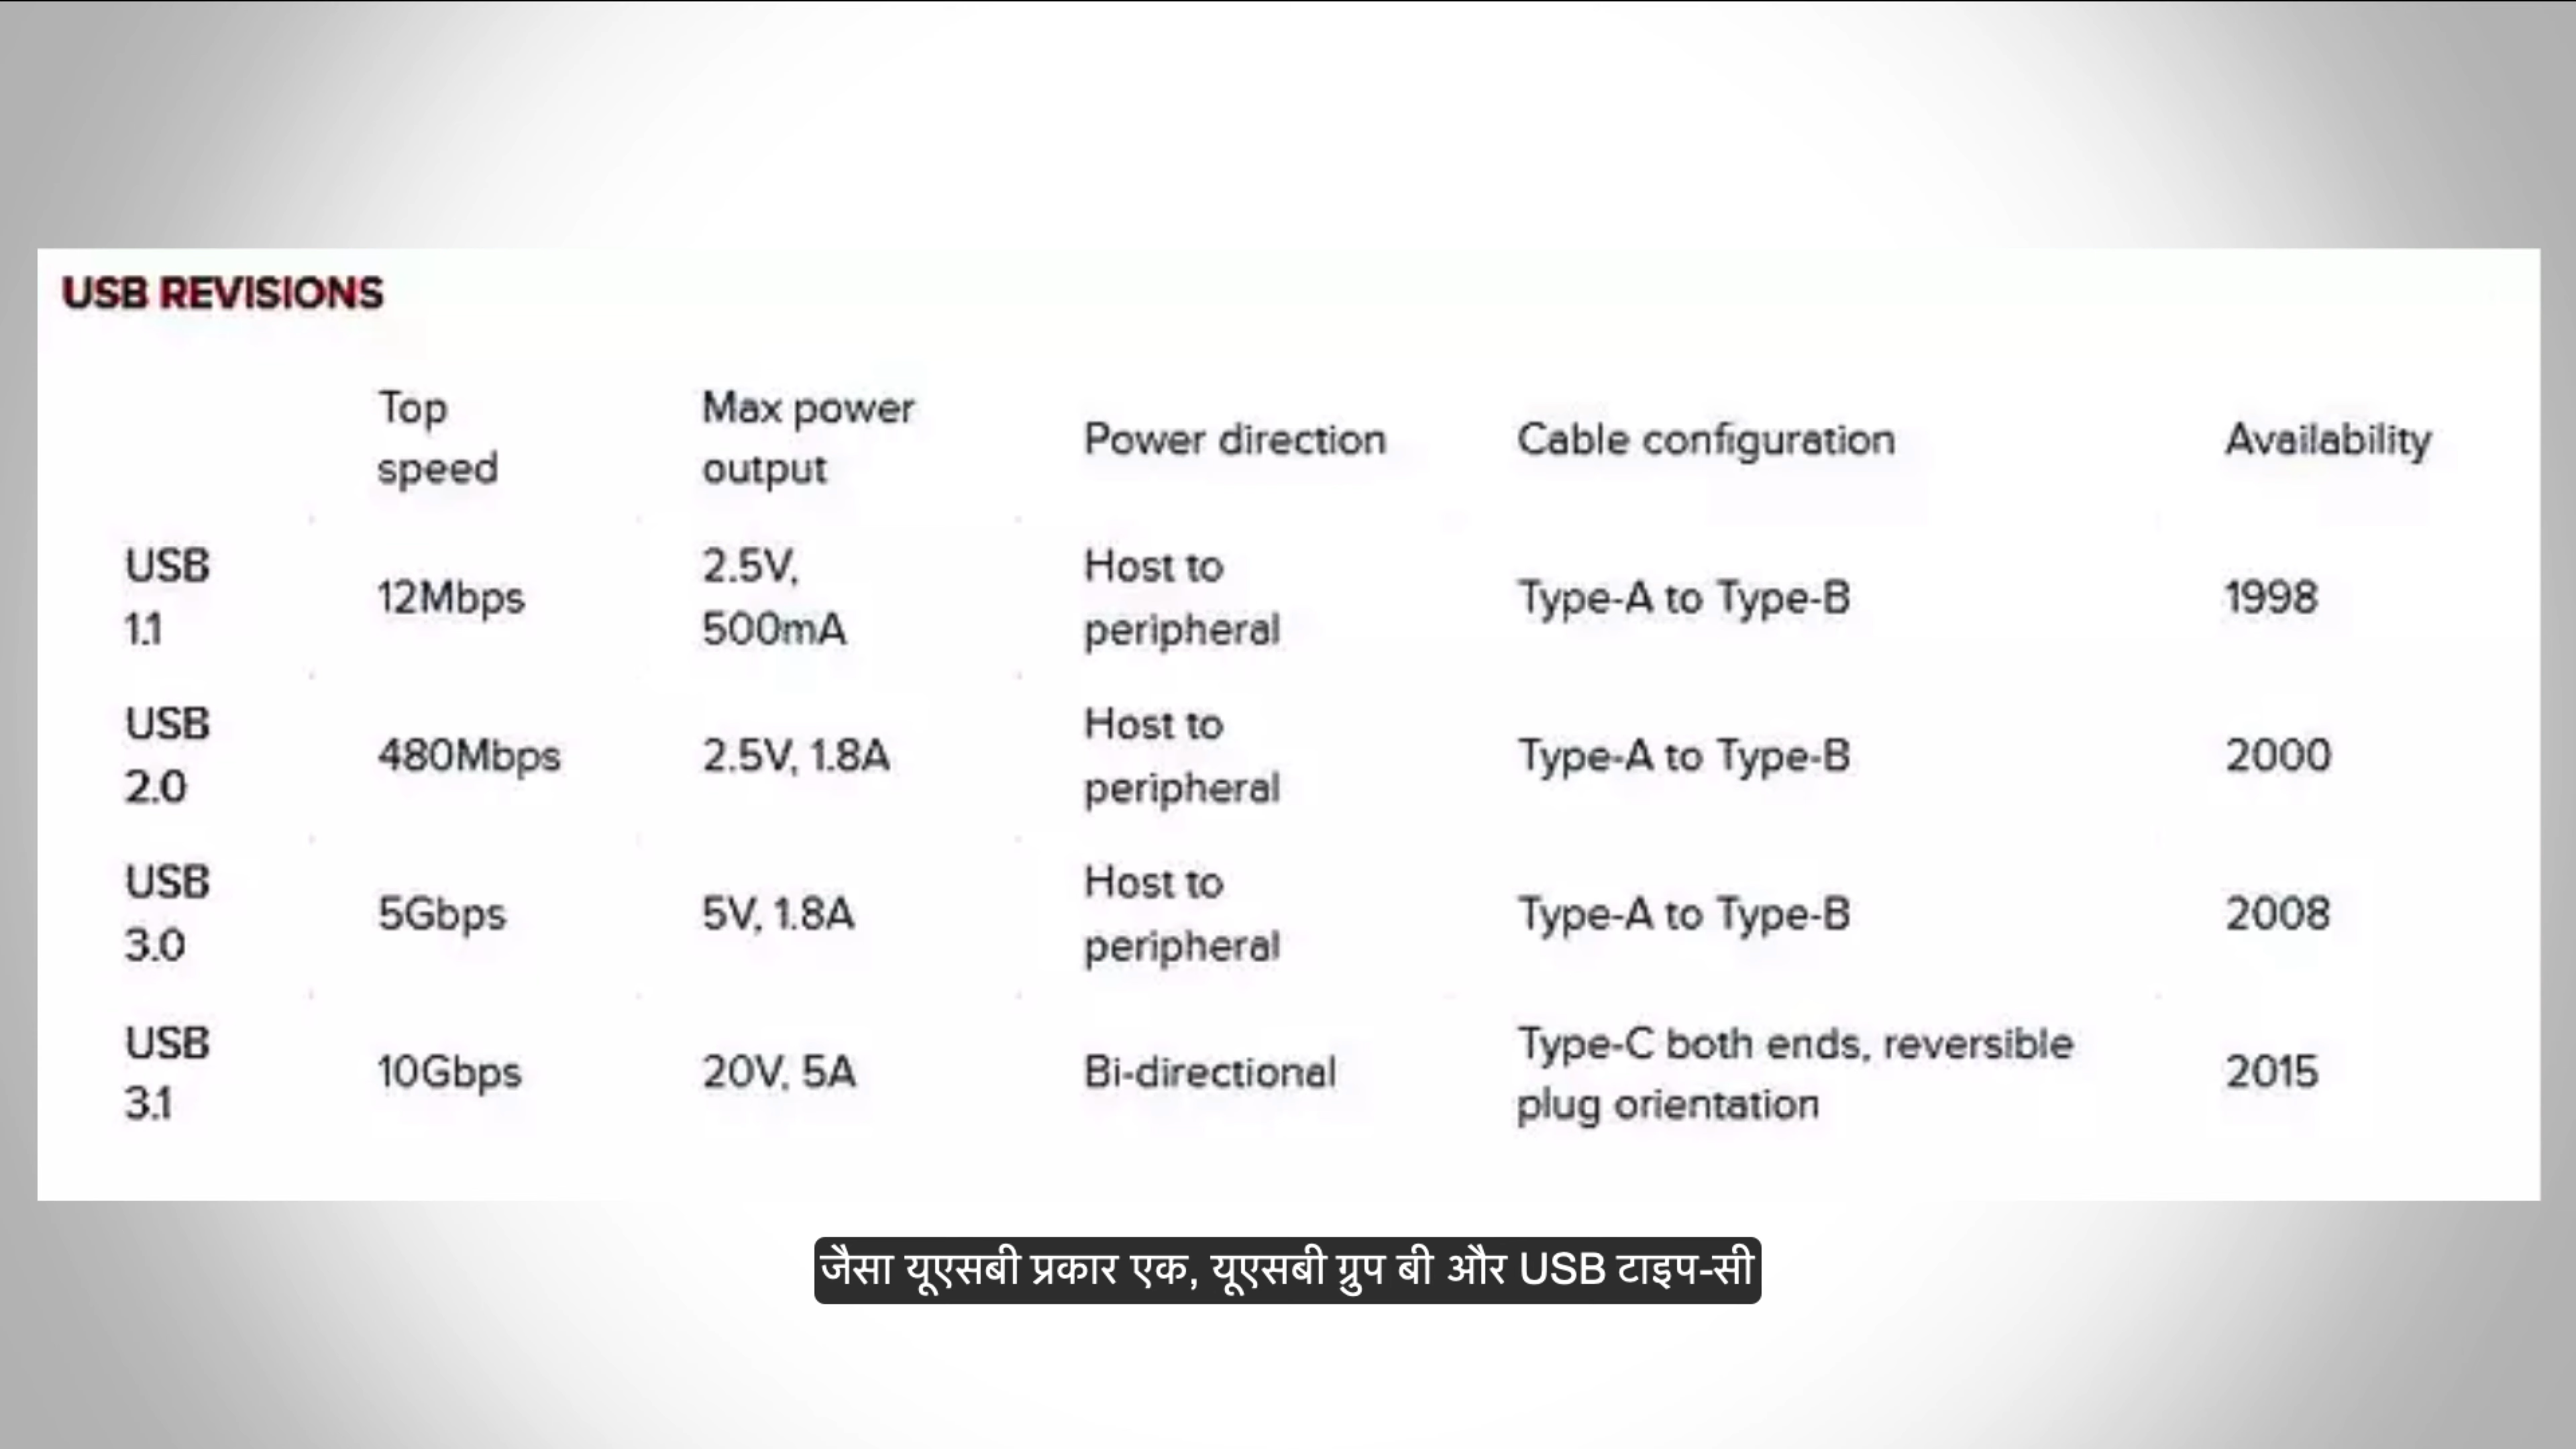 USB REVISIONS
Top speed
Max power output
Power direction
Cable configuration
Availability
USB 1.1
12Mbps
2.5V, 500mA
Host to peripheral
Type-A to Type-B
1998
USB 2.0
480Mbps
2.5V, 1.8A
Host to peripheral
Type-A to Type-B
2000
USB 3.0
5Gbps
5V, 1.8A
Host to peripheral
Type-A to Type-B
2008
USB 3.1
10Gbps
20V, 5A
Bi-directional
Type-C both ends, reversible plug orientation
2015
जैसा यूएसबी प्रकार एक, यूएसबी ग्रुप बी और USB टाइप-सी